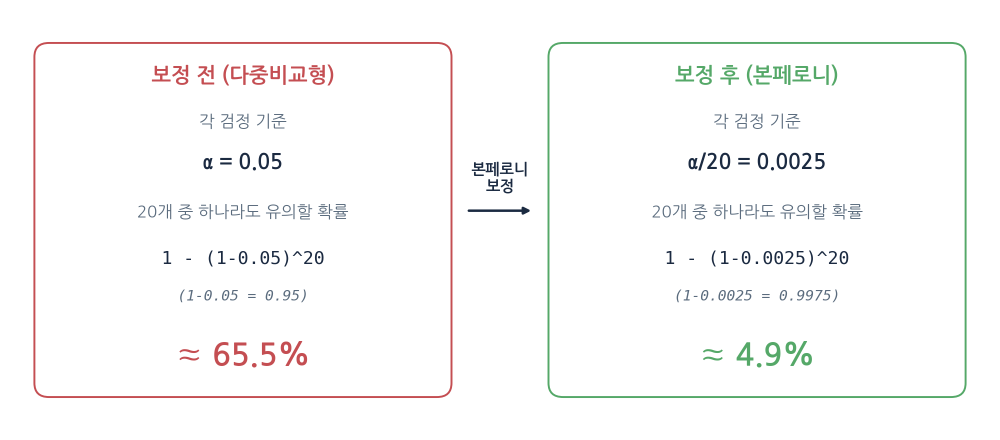 보정 전 (다중비교형)
각 검정 기준
α = 0.05
20개 중 하나라도 유의할 확률
1 - (1-0.05)^20
(1-0.05 = 0.95)
≈ 65.5%
본페로니
보정
보정 후 (본페로니)
각 검정 기준
α/20 = 0.0025
20개 중 하나라도 유의할 확률
1 - (1-0.0025)^20
(1-0.0025 = 0.9975)
≈ 4.9%